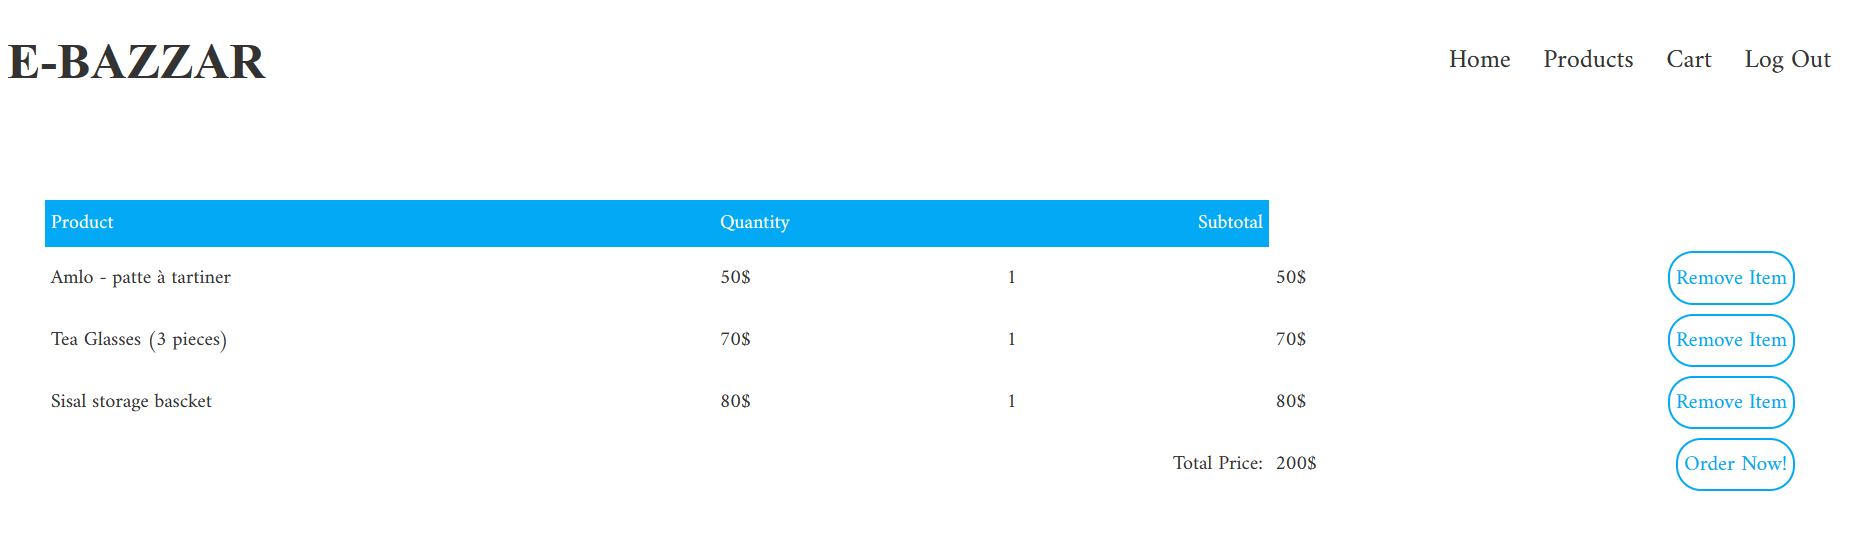 E-BAZZAR Home Products Cart Log Out
Product Quantity Subtotal
Amlo - patte à tartiner 50$ 1 50$ Remove Item
Tea Glasses (3 pieces) 70$ 1 70$ Remove Item
Sisal storage bascket 80$ 1 80$ Remove Item
Total Price: 200$ Order Now!